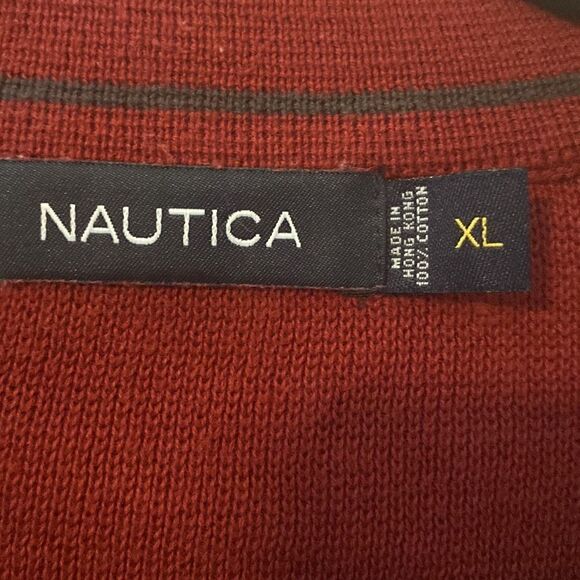 NAUTICA
MADE IN
HONG KONG
100% COTTON
XL